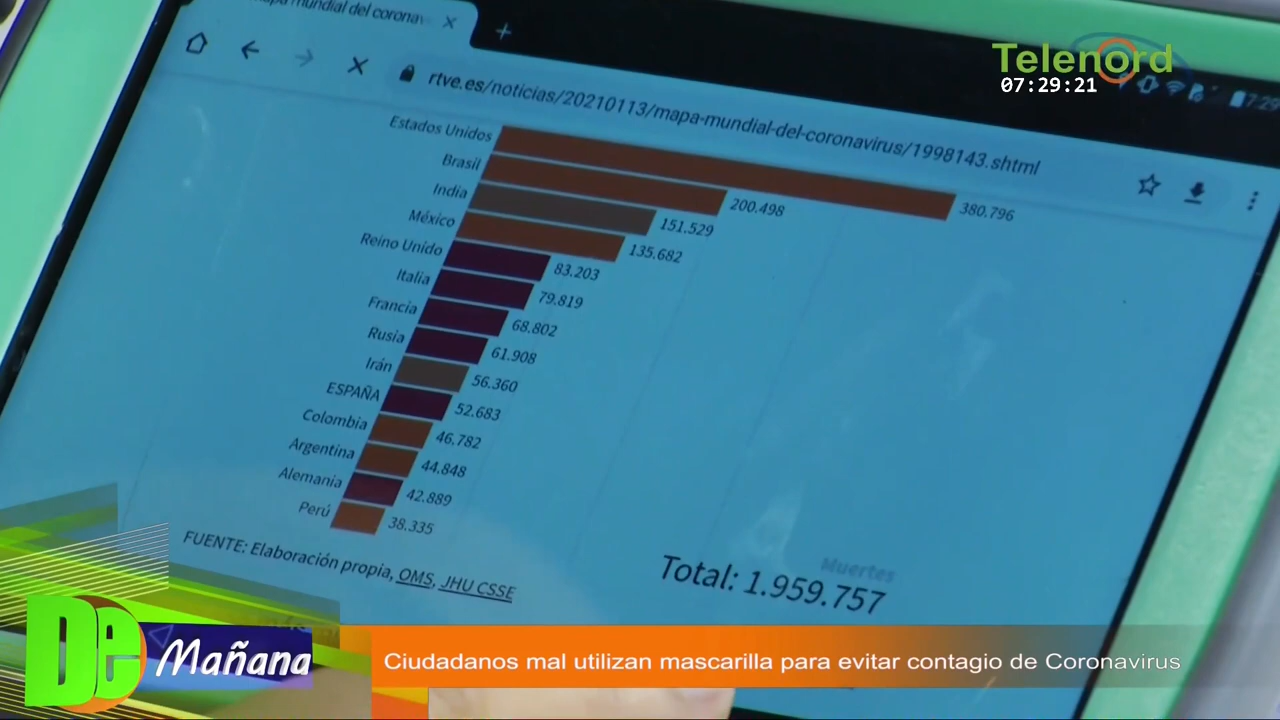 mapa mundial del coronav
Telenord
07:29:21
rtve.es/noticias/20210113/mapa-mundial-del-coronavirus/1998143.shtml
Estados Unidos 380.796
Brasil 200.498
India 151.529
México 135.682
Reino Unido 83.203
Italia 79.819
Francia 68.802
Rusia 61.908
Irán 56.360
ESPAÑA 52.683
Colombia 46.782
Argentina 44.848
Alemania 42.889
Perú 38.335
FUENTE: Elaboración propia, OMS, JHU CSSE
Muertes
Total: 1.959.757
De Mañana
Ciudadanos mal utilizan mascarilla para evitar contagio de Coronavirus